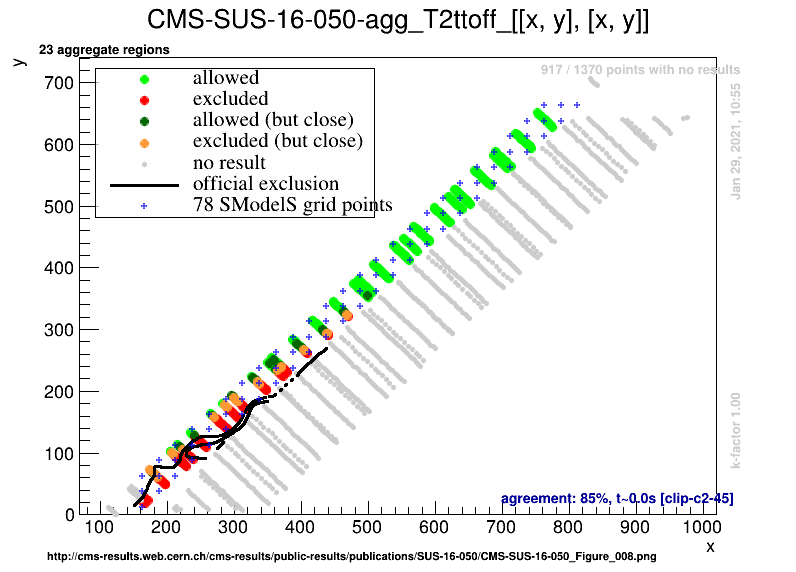 CMS-SUS-16-050-agg_T2ttoff_[[x, y], [x, y]]
23 aggregate regions
y
917 / 1370 points with no results
allowed
excluded
allowed (but close)
excluded (but close)
no result
official exclusion
78 SModelS grid points
Jan 29, 2021, 10:55
k-factor 1.00
700
600
500
400
300
200
100
0
agreement: 85%, t~0.0s [clip-c2-45]
100 200 300 400 500 600 700 800 900 1000
x
http://cms-results.web.cern.ch/cms-results/public-results/publications/SUS-16-050/CMS-SUS-16-050_Figure_008.png